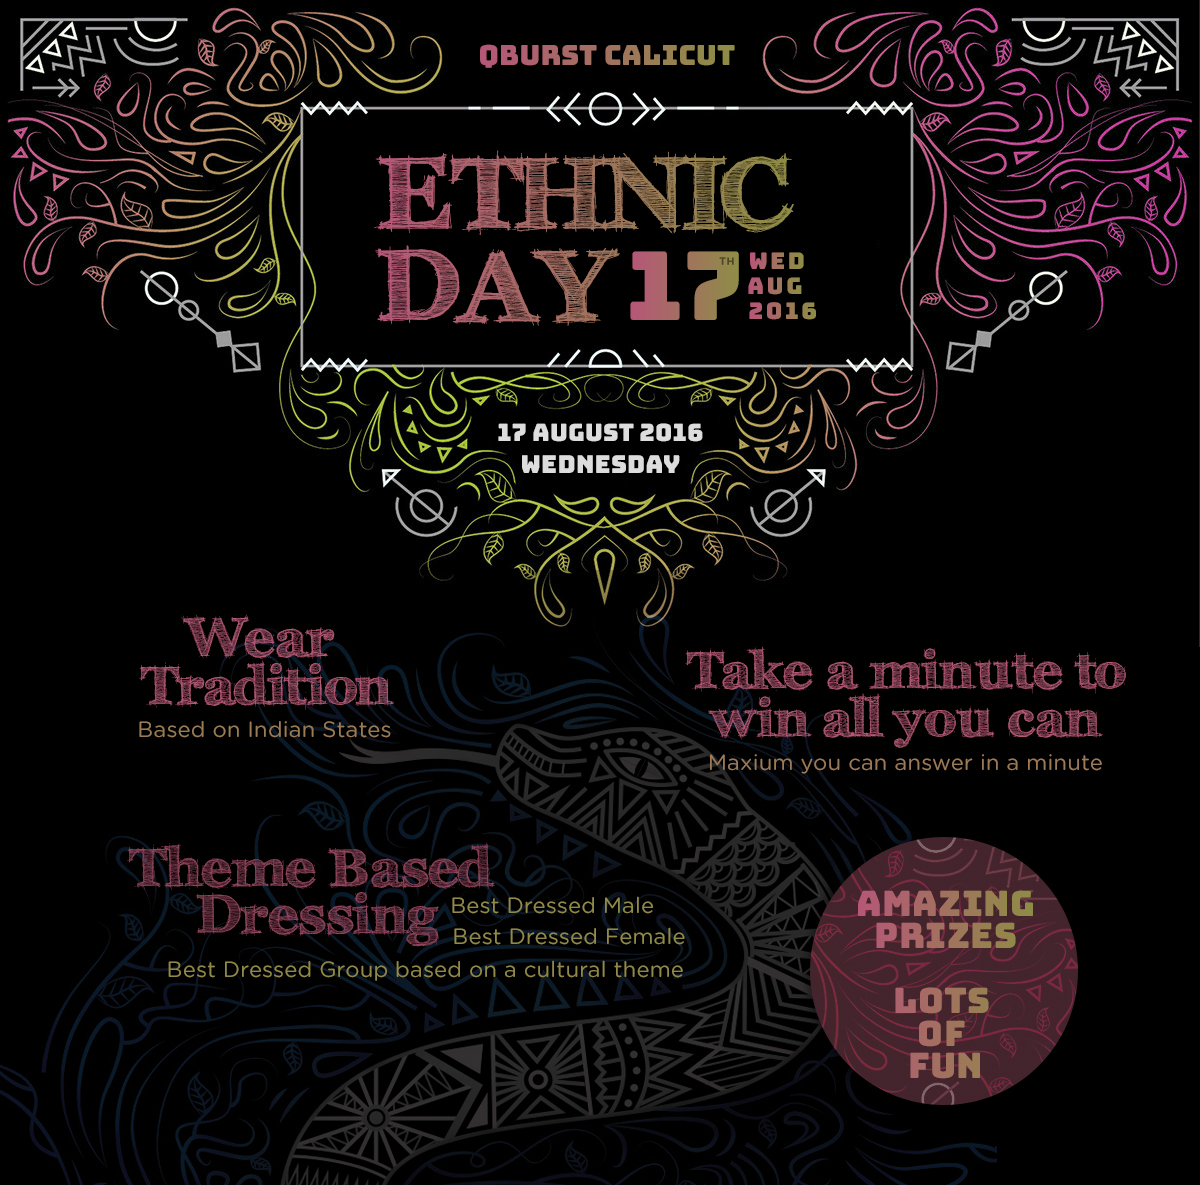 QBURST CALICUT
ETHNIC
DAY 17TH WED
AUG
2016
17 AUGUST 2016
WEDNESDAY
Wear
Tradition
Based on Indian States
Take a minute to
win all you can
Maxium you can answer in a minute
Theme Based
Dressing
Best Dressed Male
Best Dressed Female
Best Dressed Group based on a cultural theme
AMAZING
PRIZES
LOTS
OF
FUN